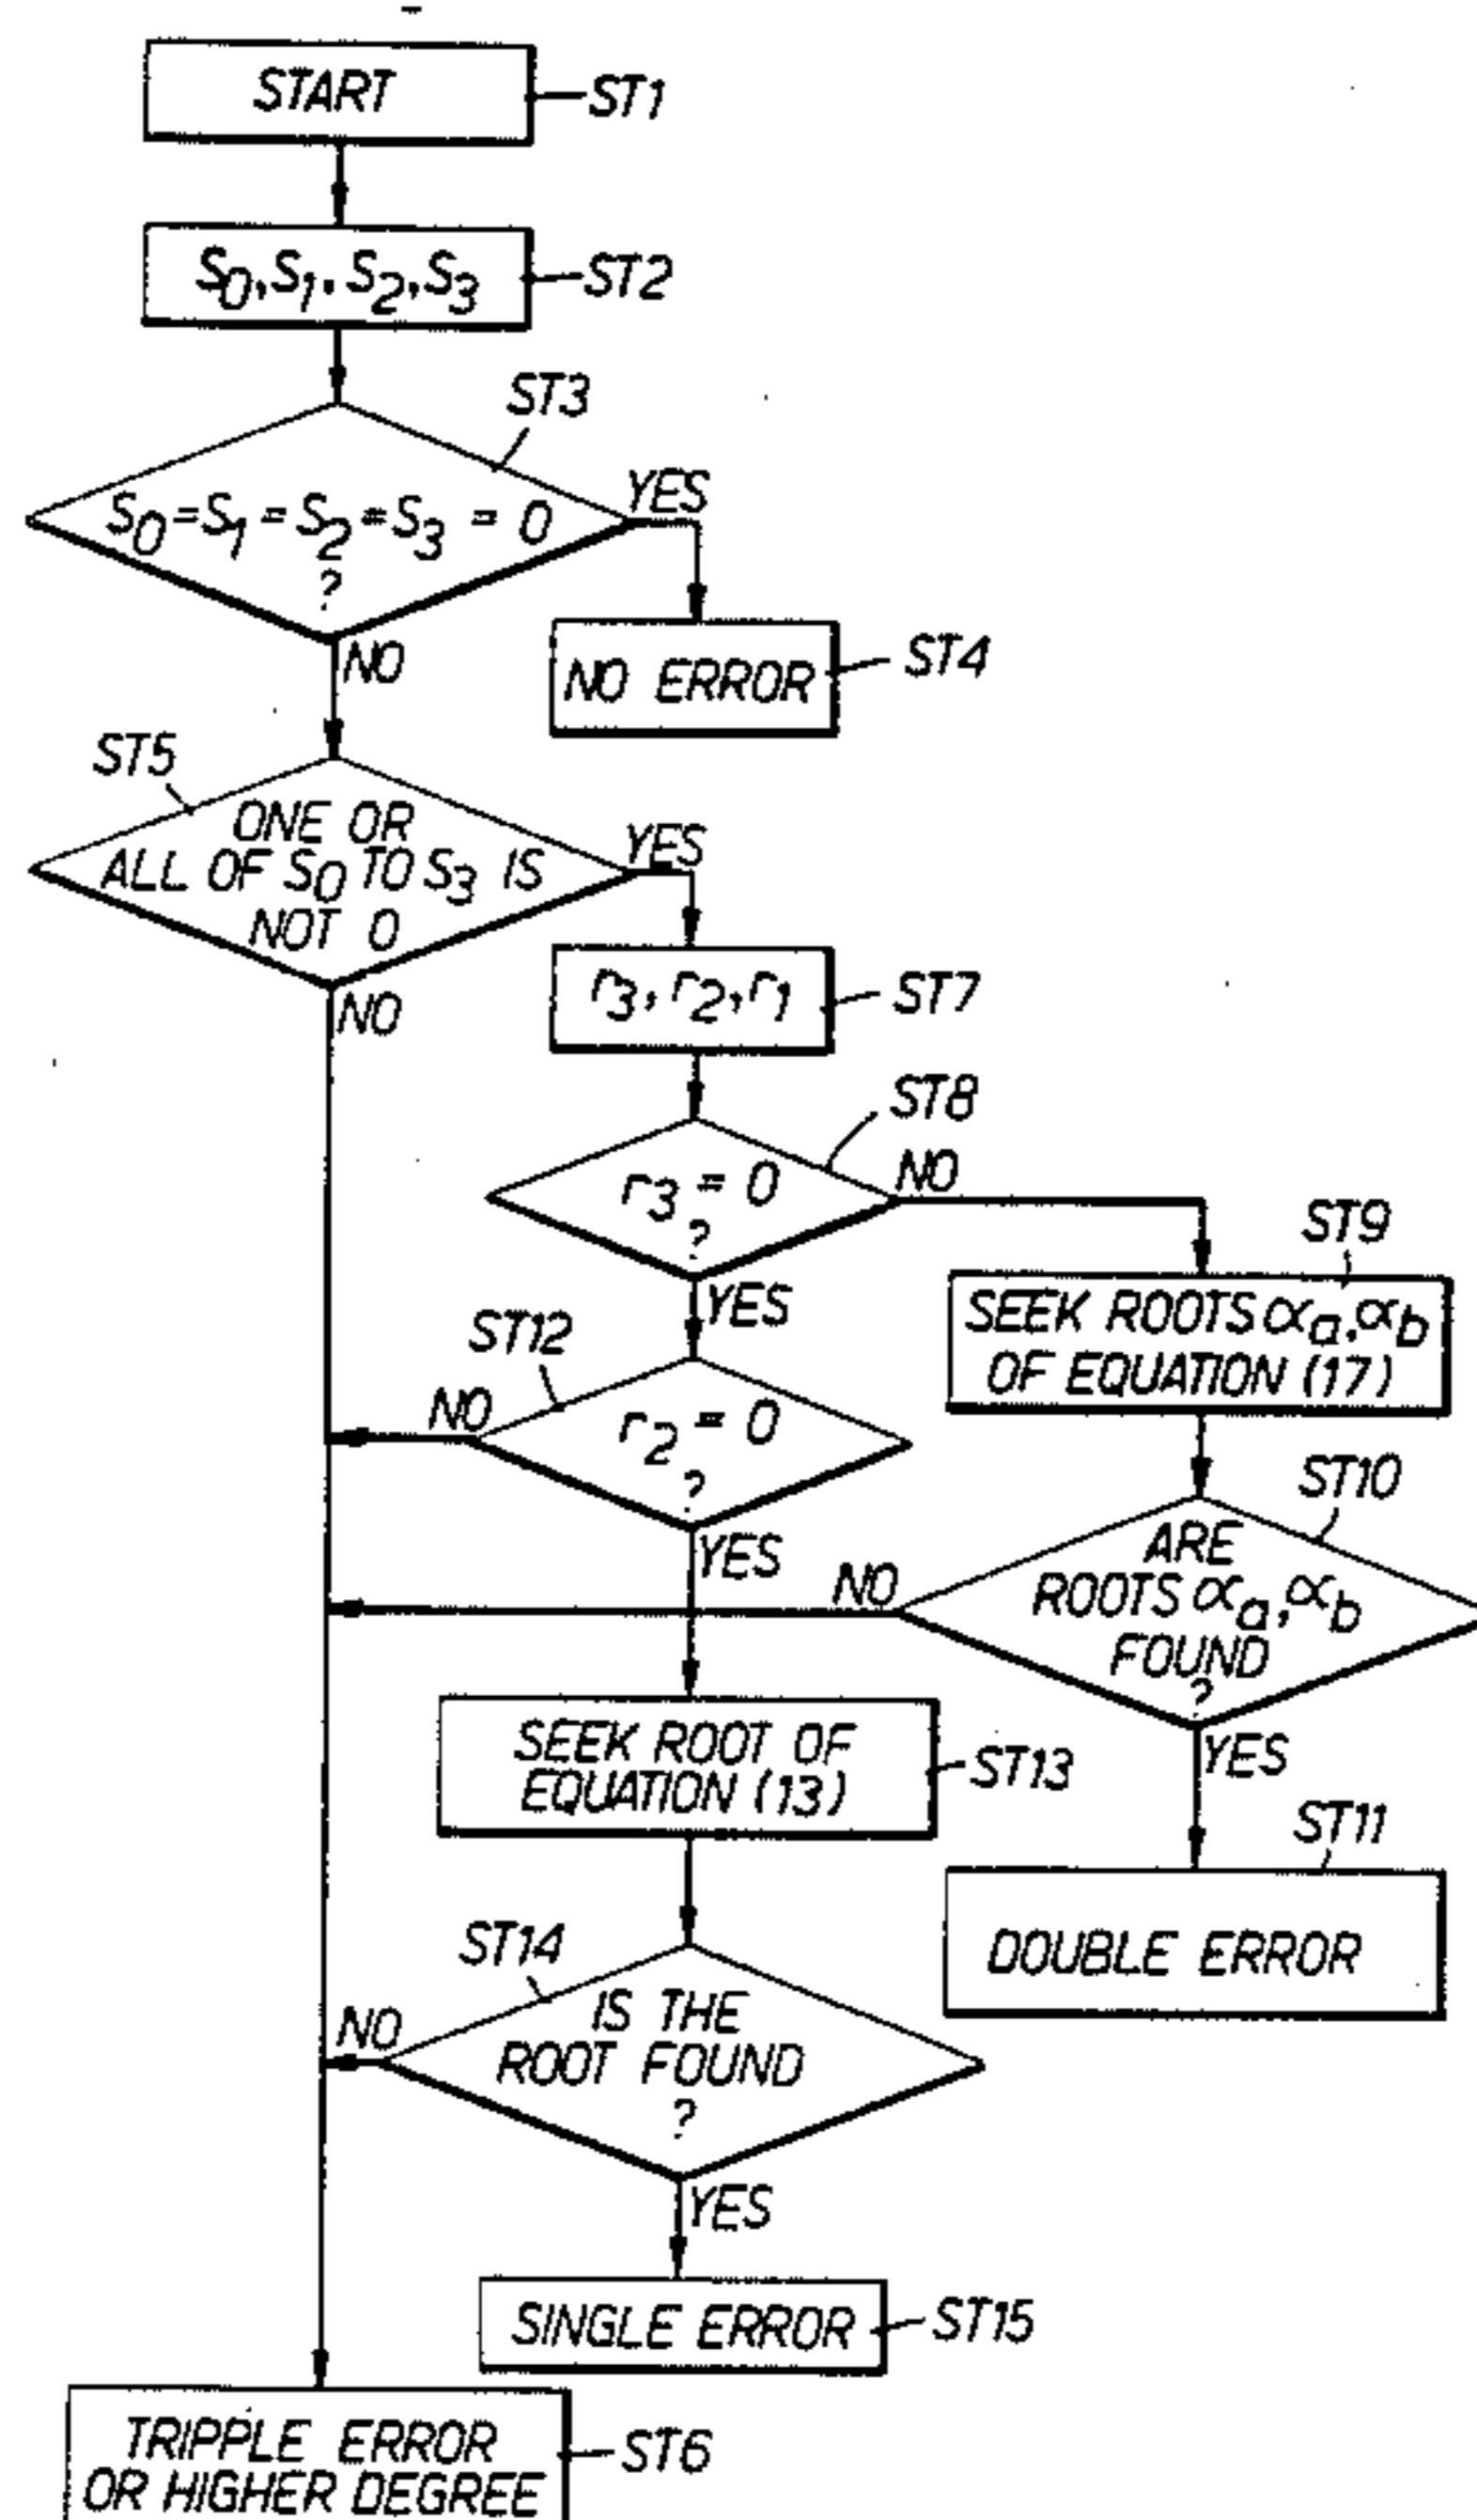 START
ST1
S0,S1,S2,S3
ST2
ST3
S0=S1=S2=S3 = 0
?
YES
NO
NO ERROR
ST4
ST5
ONE OR
ALL OF S0 TO S3 IS
NOT 0
YES
NO
r3,r2,r1
ST7
ST8
r3 = 0
?
NO
YES
ST9
SEEK ROOTS αa,αb
OF EQUATION (17)
ST12
NO
r2 = 0
?
YES
ST10
ARE
ROOTS αa,αb
FOUND
?
NO
YES
SEEK ROOT OF
EQUATION (13)
ST13
ST11
DOUBLE ERROR
ST14
IS THE
ROOT FOUND
?
NO
YES
SINGLE ERROR
ST15
TRIPPLE ERROR
OR HIGHER DEGREE
ST6